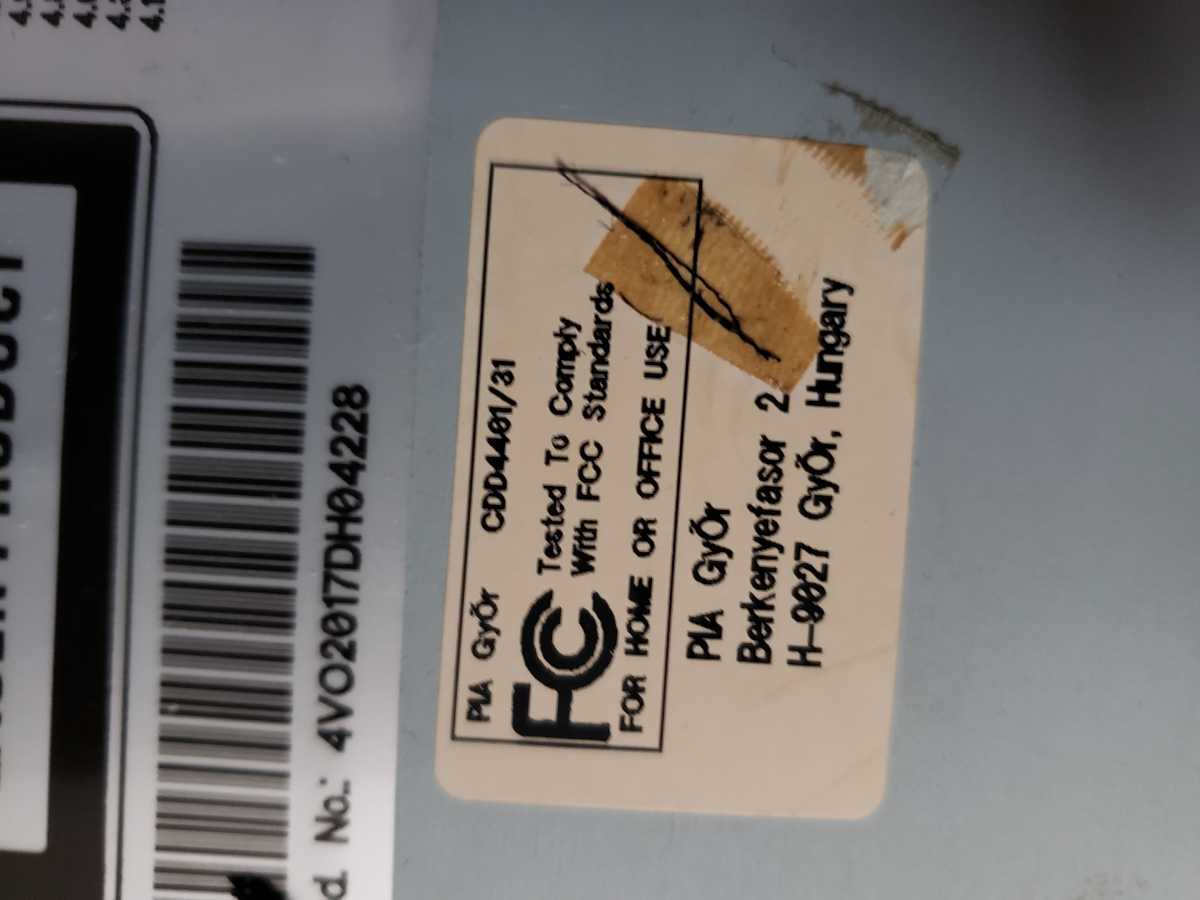 d. No.: 4VO2017DH04228
PIA GyŐr CDD4401/31
FC Tested To Comply
With FCC Standards
FOR HOME OR OFFICE USE
PIA GyŐr
Berkenyefasor 2
H-9027 GyŐr, Hungary